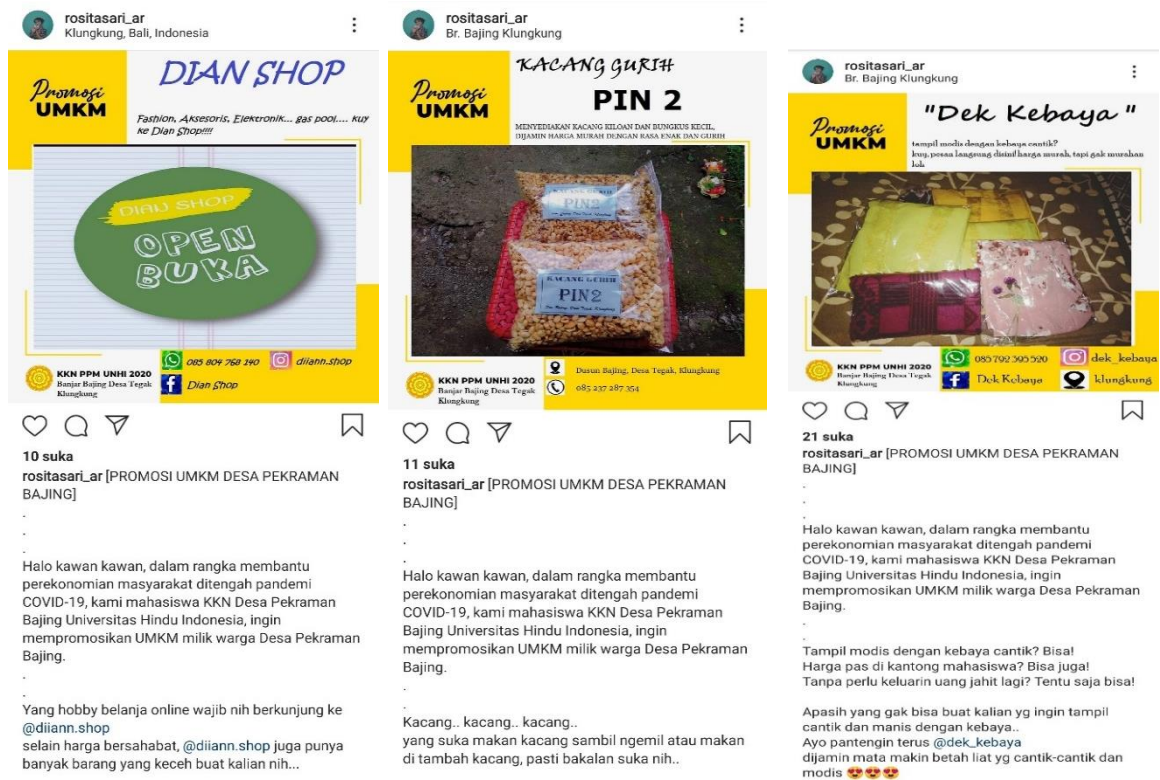 rositasari_ar
Klungkung, Bali, Indonesia
Promosi
UMKM
DIAN SHOP
Fashion, Aksesoris, Elektronik... gas pool.... kuy
ke Dian Shop!!!!
DIAN SHOP
OPEN
BUKA
KKN PPM UNHI 2020
Banjar Bajing Desa Tegak
Klungkung
085 804 768 140
diiann.shop
Dian Shop
10 suka
rositasari_ar [PROMOSI UMKM DESA PEKRAMAN
BAJING]
.
.
.
Halo kawan kawan, dalam rangka membantu
perekonomian masyarakat ditengah pandemi
COVID-19, kami mahasiswa KKN Desa Pekraman
Bajing Universitas Hindu Indonesia, ingin
mempromosikan UMKM milik warga Desa Pekraman
Bajing.
.
.
Yang hobby belanja online wajib nih berkunjung ke
@diiann.shop
selain harga bersahabat, @diiann.shop juga punya
banyak barang yang keceh buat kalian nih...
rositasari_ar
Br. Bajing Klungkung
Promosi
UMKM
KACANG GURIH
PIN 2
MENYEDIAKAN KACANG KILOAN DAN BUNGKUS KECIL,
DIJAMIN HARGA MURAH DENGAN RASA ENAK DAN GURIH
KACANG GURIH
PIN2
KKN PPM UNHI 2020
Banjar Bajing Desa Tegak
Klungkung
Dusun Bajing, Desa Tegak, Klungkung
085 237 287 354
11 suka
rositasari_ar [PROMOSI UMKM DESA PEKRAMAN
BAJING]
.
.
.
Halo kawan kawan, dalam rangka membantu
perekonomian masyarakat ditengah pandemi
COVID-19, kami mahasiswa KKN Desa Pekraman
Bajing Universitas Hindu Indonesia, ingin
mempromosikan UMKM milik warga Desa Pekraman
Bajing.
.
.
Kacang.. kacang.. kacang..
yang suka makan kacang sambil ngemil atau makan
di tambah kacang, pasti bakalan suka nih..
rositasari_ar
Br. Bajing Klungkung
Promosi
UMKM
"Dek Kebaya "
tampil modis dengan kebaya cantik?
kuy, pesan langsung disini! harga murah, tapi gak murahan
loh
KKN PPM UNHI 2020
Banjar Bajing Desa Tegak
Klungkung
085792 395 520
dek_kebaya
Dek Kebaya
klungkung
21 suka
rositasari_ar [PROMOSI UMKM DESA PEKRAMAN
BAJING]
.
.
.
Halo kawan kawan, dalam rangka membantu
perekonomian masyarakat ditengah pandemi
COVID-19, kami mahasiswa KKN Desa Pekraman
Bajing Universitas Hindu Indonesia, ingin
mempromosikan UMKM milik warga Desa Pekraman
Bajing.
.
.
Tampil modis dengan kebaya cantik? Bisa!
Harga pas di kantong mahasiswa? Bisa juga!
Tanpa perlu keluarin uang jahit lagi? Tentu saja bisa!
Apasih yang gak bisa buat kalian yg ingin tampil
cantik dan manis dengan kebaya..
Ayo pantengin terus @dek_kebaya
dijamin mata makin betah liat yg cantik-cantik dan
modis 😍😍😍